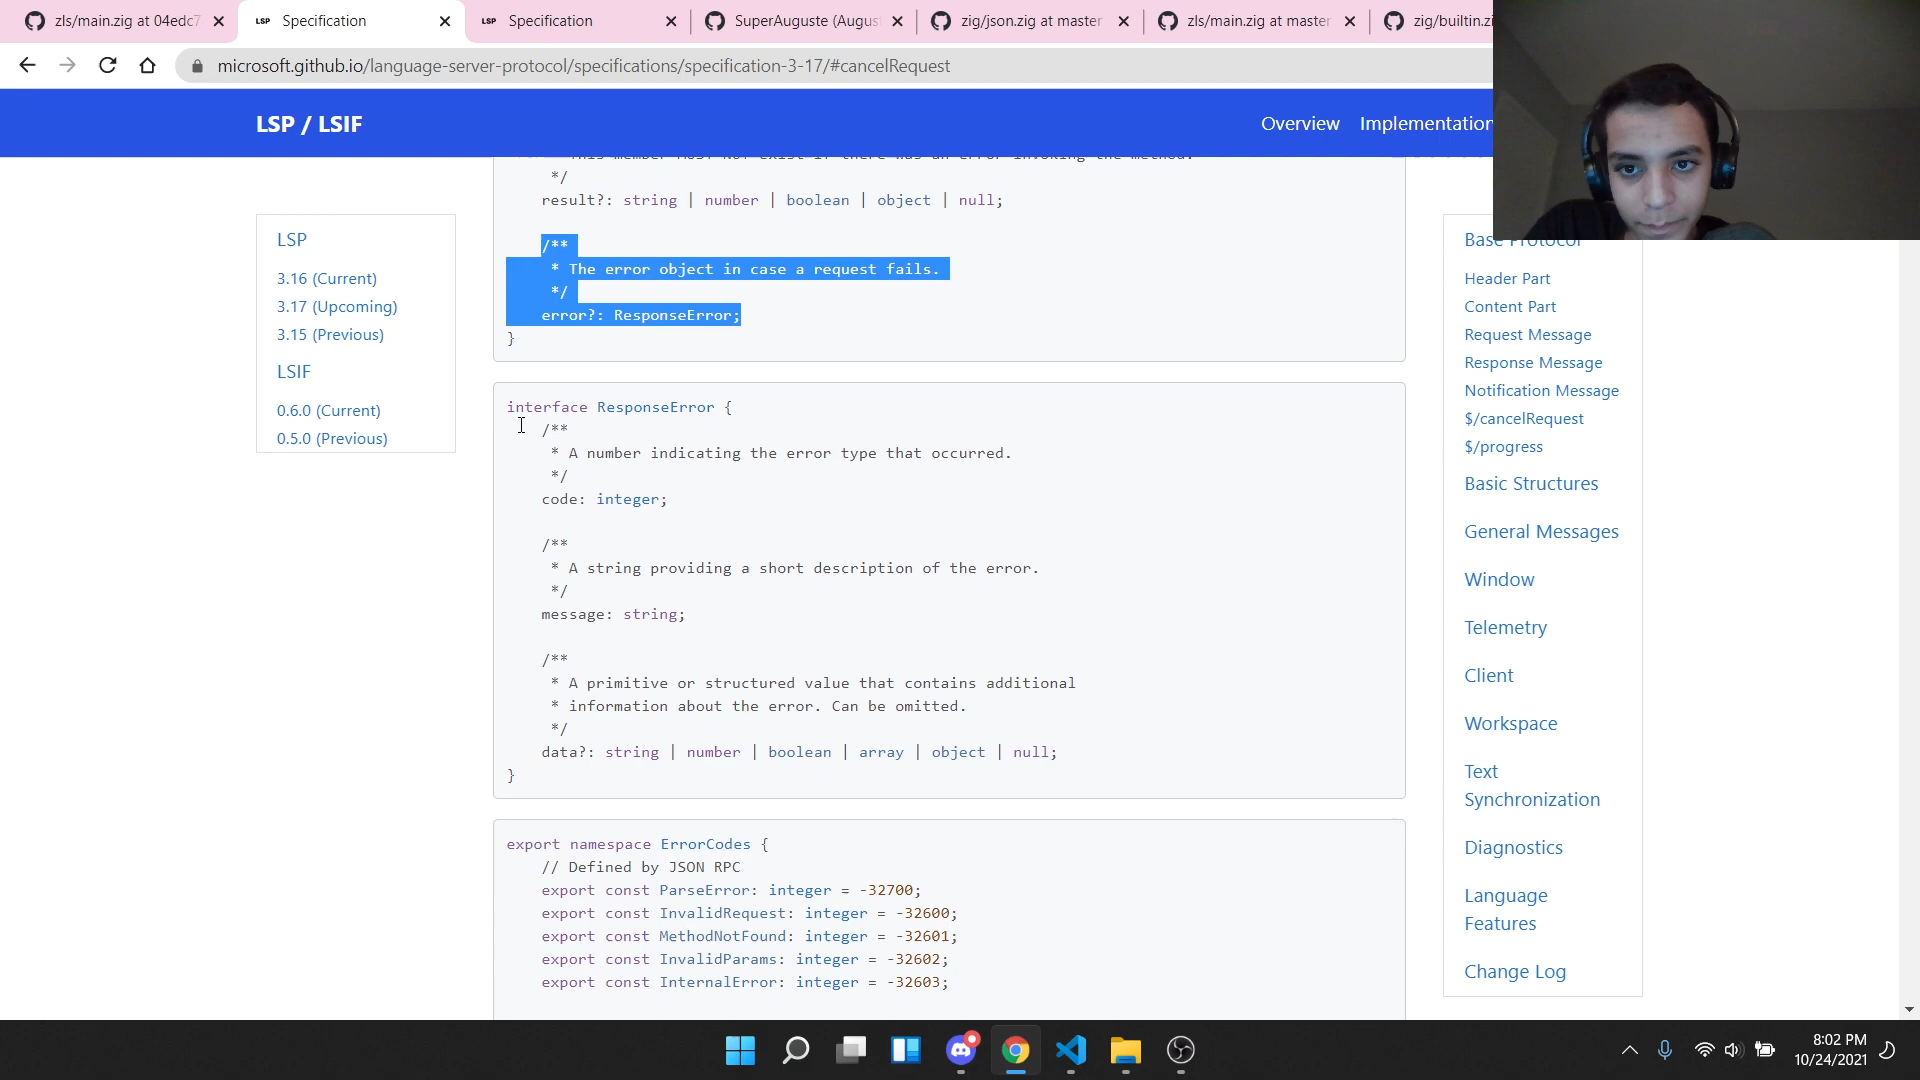 zls/main.zig at 04edc7
LSP Specification
LSP Specification
SuperAuguste (Augus
zig/json.zig at master
zls/main.zig at master
zig/builtin.zi
microsoft.github.io/language-server-protocol/specifications/specification-3-17/#cancelRequest
LSP / LSIF
Overview
Implementation
LSP
3.16 (Current)
3.17 (Upcoming)
3.15 (Previous)
LSIF
0.6.0 (Current)
0.5.0 (Previous)
*/
result?: string | number | boolean | object | null;
/**
* The error object in case a request fails.
*/
error?: ResponseError;
}
interface ResponseError {
/**
* A number indicating the error type that occurred.
*/
code: integer;
/**
* A string providing a short description of the error.
*/
message: string;
/**
* A primitive or structured value that contains additional
* information about the error. Can be omitted.
*/
data?: string | number | boolean | array | object | null;
}
export namespace ErrorCodes {
// Defined by JSON RPC
export const ParseError: integer = -32700;
export const InvalidRequest: integer = -32600;
export const MethodNotFound: integer = -32601;
export const InvalidParams: integer = -32602;
export const InternalError: integer = -32603;
Base Protocol
Header Part
Content Part
Request Message
Response Message
Notification Message
$/cancelRequest
$/progress
Basic Structures
General Messages
Window
Telemetry
Client
Workspace
Text
Synchronization
Diagnostics
Language
Features
Change Log
8:02 PM
10/24/2021